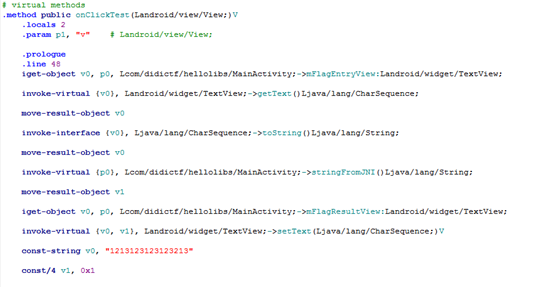 # virtual methods
.method public onClickTest(Landroid/view/View;)V
.locals 2
.param p1, "v"    # Landroid/view/View;
.prologue
.line 48
iget-object v0, p0, Lcom/didictf/hellolibs/MainActivity;->mFlagEntryView:Landroid/widget/TextView;
invoke-virtual {v0}, Landroid/widget/TextView;->getText()Ljava/lang/CharSequence;
move-result-object v0
invoke-interface {v0}, Ljava/lang/CharSequence;->toString()Ljava/lang/String;
move-result-object v0
invoke-virtual {p0}, Lcom/didictf/hellolibs/MainActivity;->stringFromJNI()Ljava/lang/String;
move-result-object v1
iget-object v0, p0, Lcom/didictf/hellolibs/MainActivity;->mFlagResultView:Landroid/widget/TextView;
invoke-virtual {v0, v1}, Landroid/widget/TextView;->setText(Ljava/lang/CharSequence;)V
const-string v0, "1213123123123213"
const/4 v1, 0x1